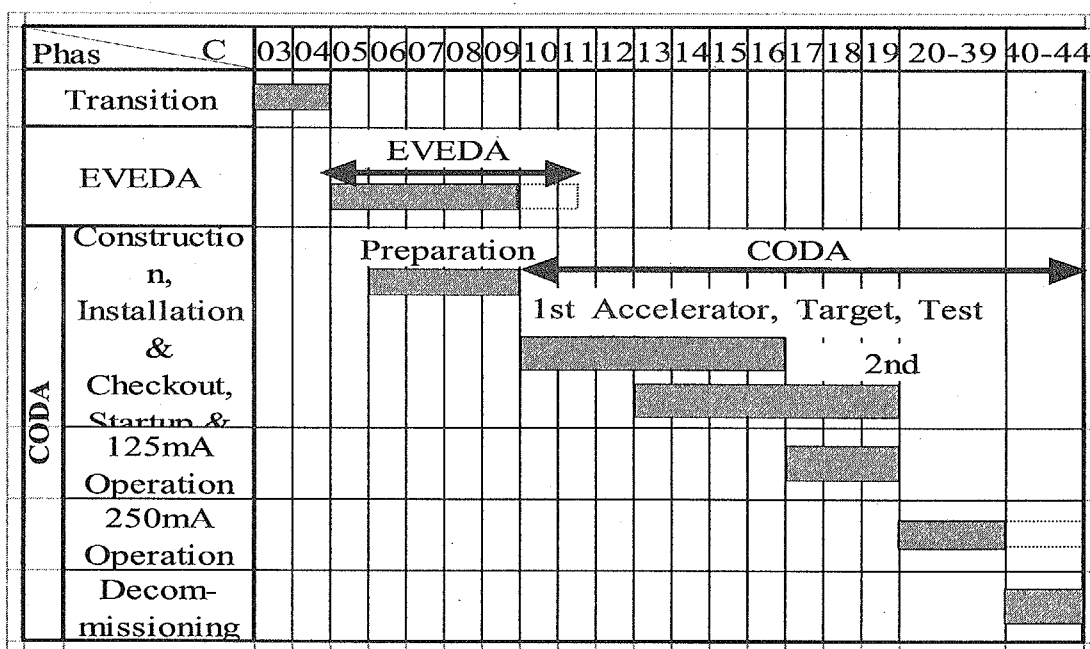 Phas C 03 04 05 06 07 08 09 10 11 12 13 14 15 16 17 18 19 20-39 40-44
Transition
EVEDA
EVEDA
CODA
Constructio
n,
Installation
&
Checkout,
Startup &
Preparation
CODA
1st Accelerator, Target, Test
2nd
125mA
Operation
250mA
Operation
Decom-
missioning